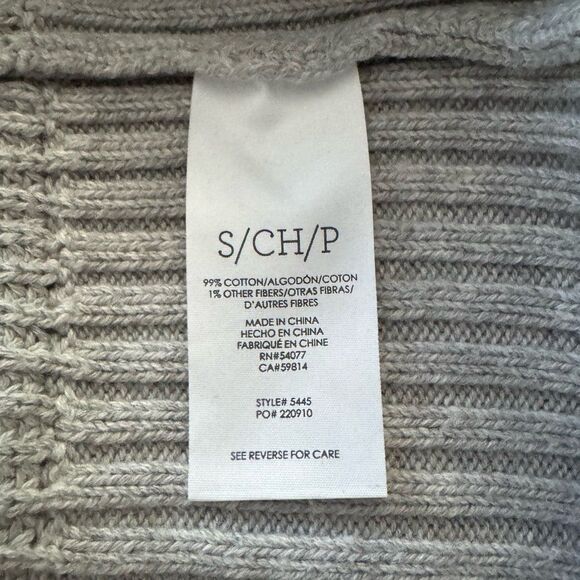 S/CH/P
99% COTTON/ALGODÓN/COTON
1% OTHER FIBERS/OTRAS FIBRAS/
D'AUTRES FIBRES
MADE IN CHINA
HECHO EN CHINA
FABRIQUÉ EN CHINE
RN#54077
CA#59814
STYLE# 5445
PO# 220910
SEE REVERSE FOR CARE